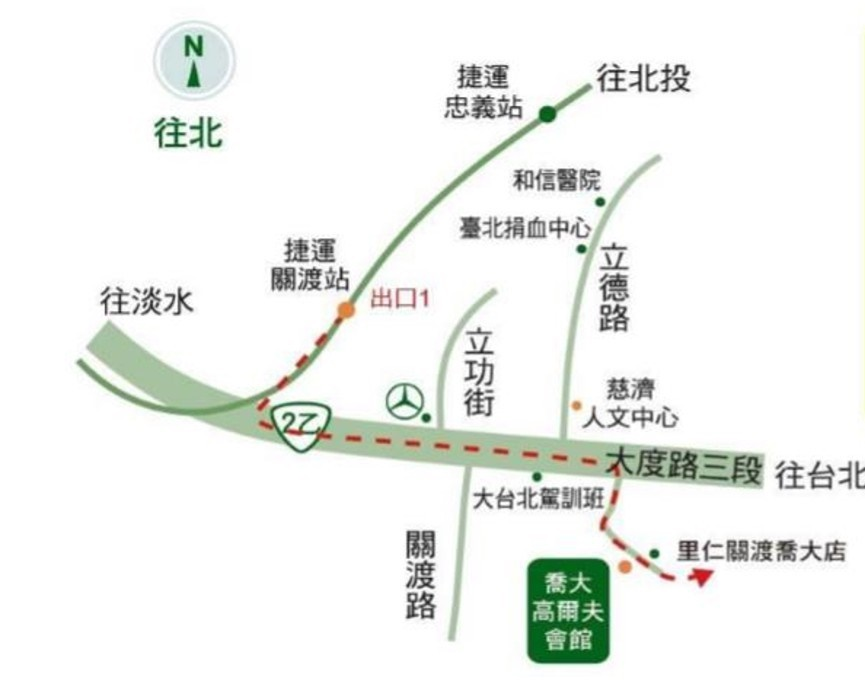 N
往北
捷運
忠義站
往北投
和信醫院
臺北捐血中心
立德路
捷運
關渡站
出口1
往淡水
立功街
慈濟
人文中心
2乙
大度路三段
往台北
大台北駕訓班
關渡路
里仁關渡喬大店
喬大
高爾夫
會館